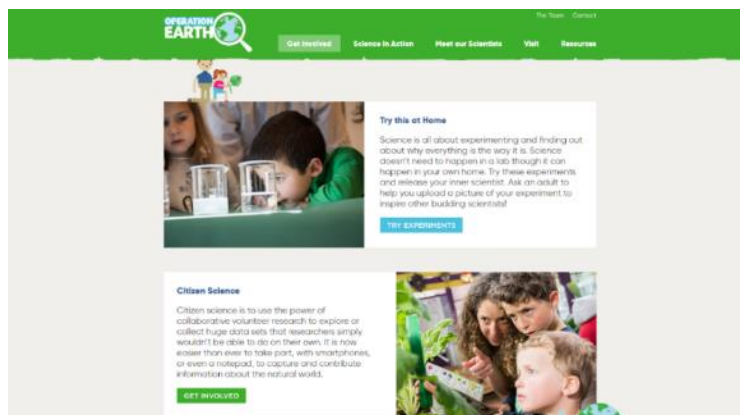 The Team Contact
OPERATION
EARTH
Get Involved Science in Action Meet our Scientists Visit Resources
Try this at Home
Science is all about experimenting and finding out
about why everything is the way it is. Science
doesn't need to happen in a lab though it can
happen in your own home. Try these experiments
and release your inner scientist. Ask an adult to
help you upload a picture of your experiment to
inspire other budding scientists!
TRY EXPERIMENTS
Citizen Science
Citizen science is to use the power of
collaborative volunteer research to explore or
collect huge data sets that researchers simply
wouldn't be able to do on their own. It is now
easier than ever to take part, with smartphones,
or even a notepad, to capture and contribute
information about the natural world.
GET INVOLVED